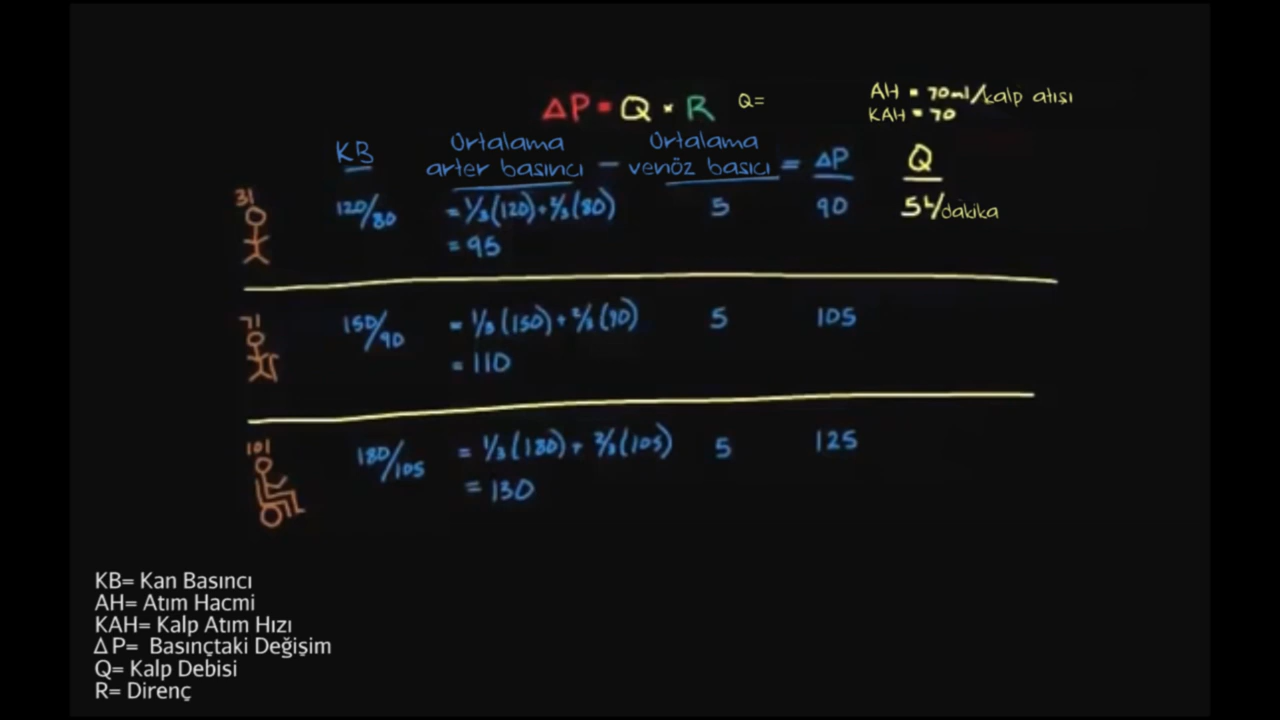 ΔP = Q × R Q=
AH = 70ml/kalp atışı
KAH = 70
KB Ortalama arter basıncı - Ortalama venöz basıcı = ΔP Q
31 120/80 = 1/3(120)+2/3(80) 5 90 5L/dakika
= 95
71 150/90 = 1/3(150)+2/3(90) 5 105
= 110
101 180/105 = 1/3(180)+2/3(105) 5 125
= 130
KB= Kan Basıncı
AH= Atım Hacmi
KAH= Kalp Atım Hızı
Δ P= Basınçtaki Değişim
Q= Kalp Debisi
R= Direnç